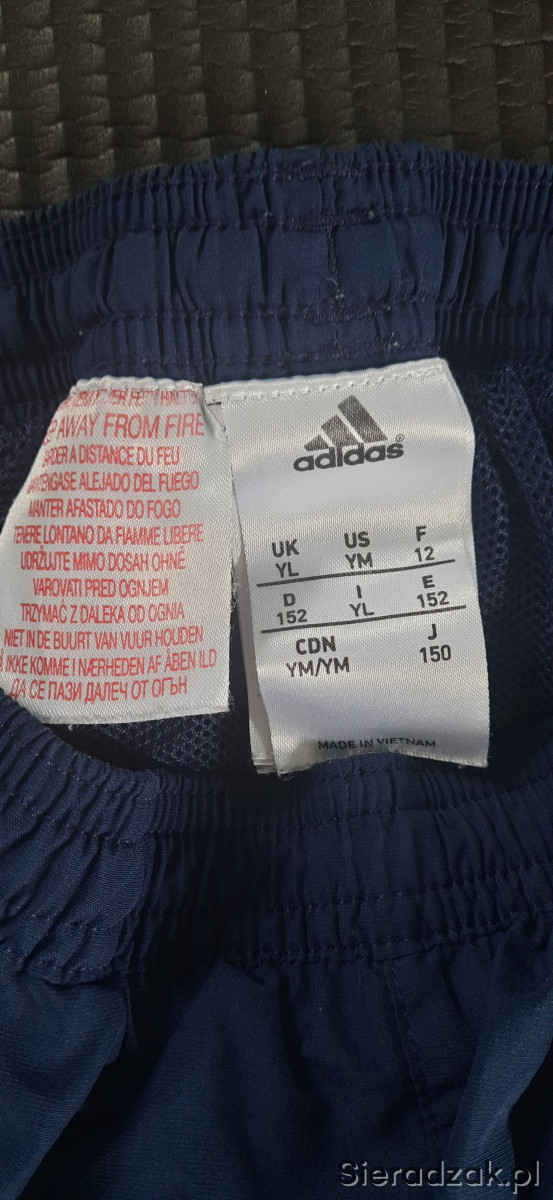 AWAY FROM FIRE
A DISTANCE DU FEU
ALEJADO DEL FUEGO
MANTER AFASTADO DO FOGO
TENERE LONTANO DA FIAMME LIBERE
UDRŽUJTE MIMO DOSAH OHNĚ
VAROVATI PRED OGNJEM
TRZYMAĆ Z DALEKA OD OGNIA
NIET IN DE BUURT VAN VUUR HOUDEN
IKKE KOMME I NÆRHEDEN AF ÅBEN ILD
ДА СЕ ПАЗИ ДАЛЕЧ ОТ ОГЪН
adidas®
UK US F
YL YM 12
D I E
152 YL 152
CDN J
YM/YM 150
MADE IN VIETNAM
Sieradzak.pl